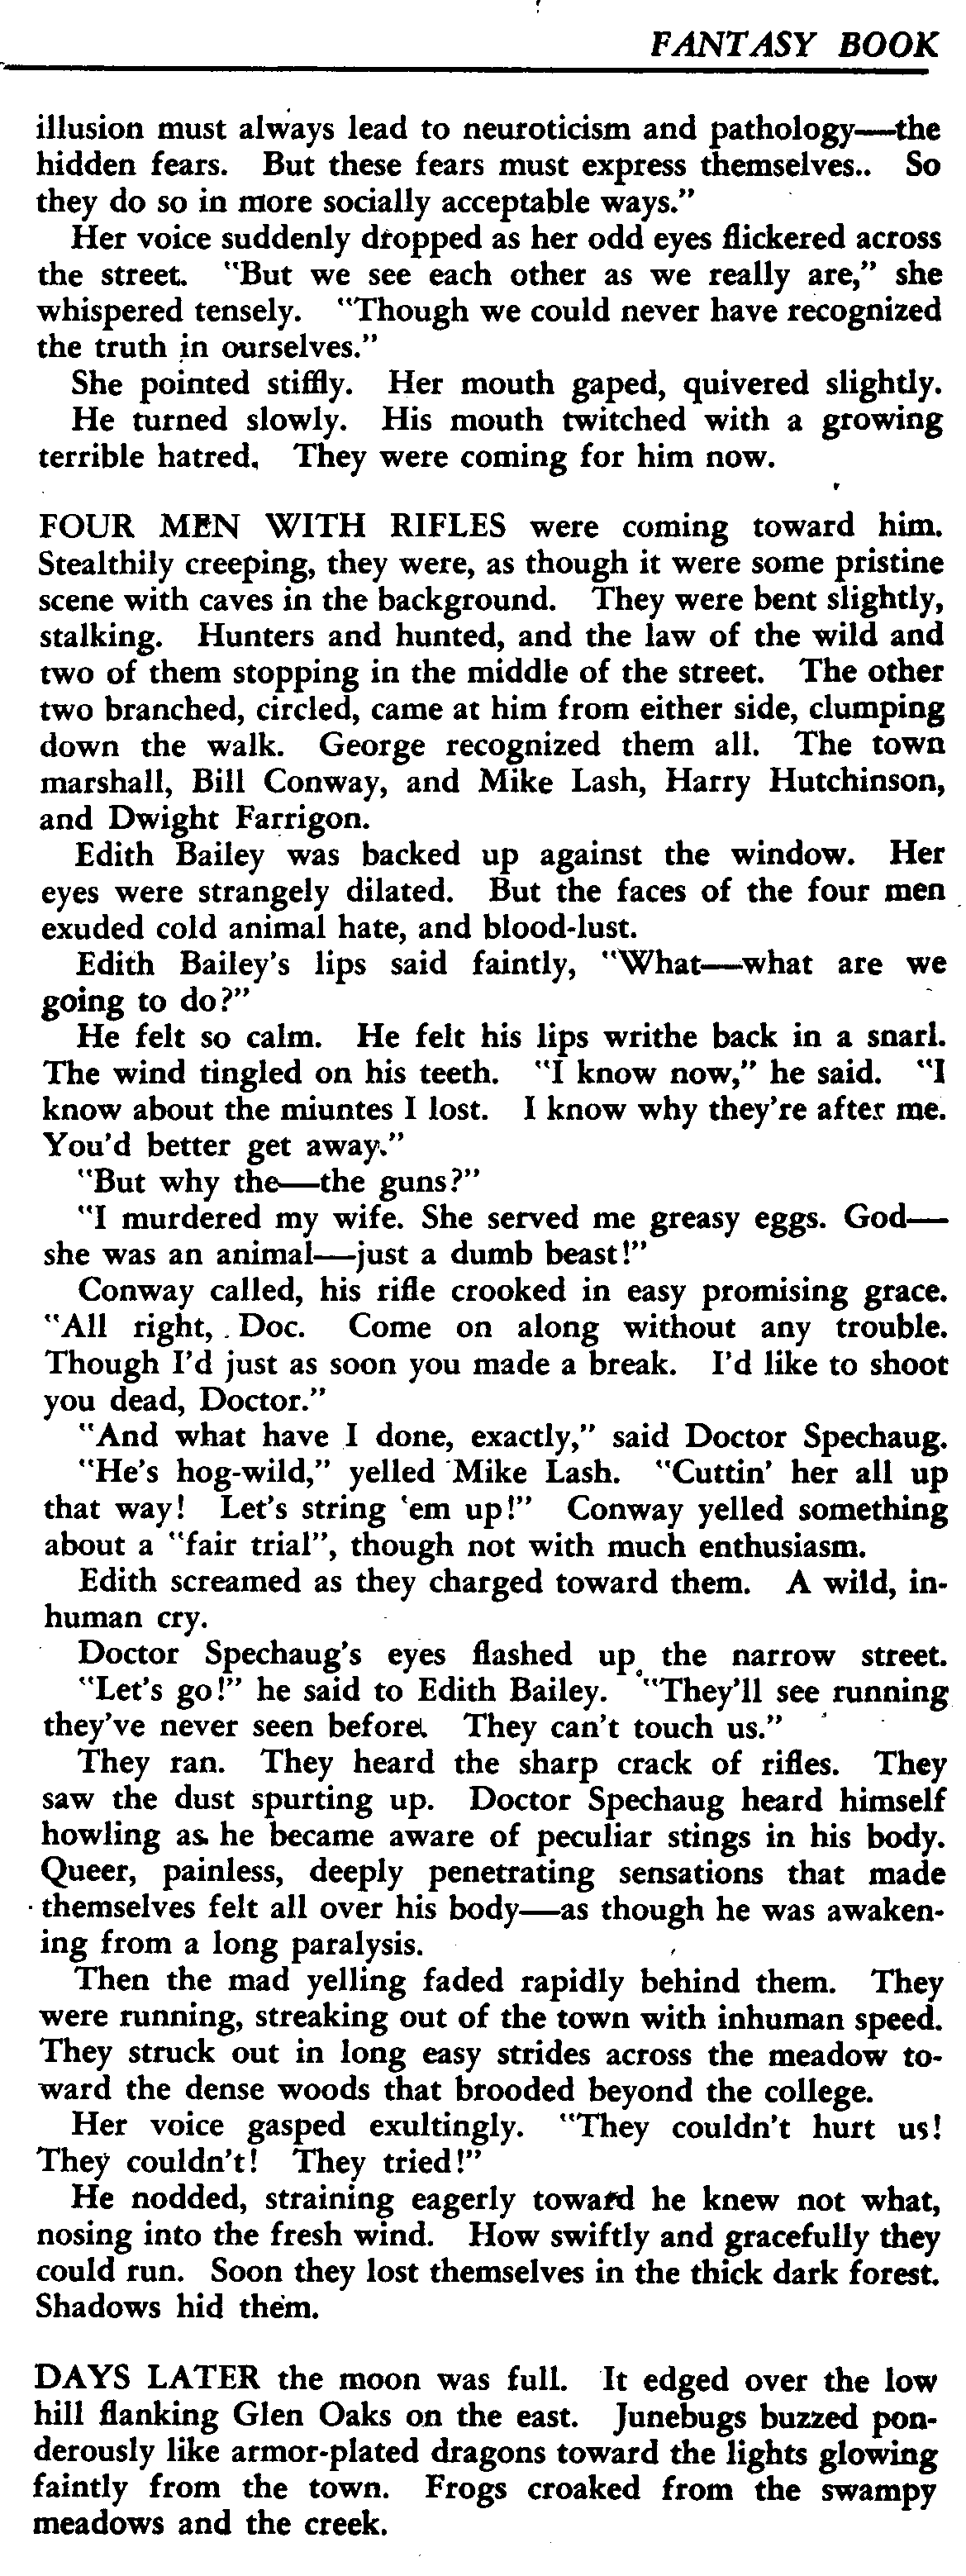 FANTASY BOOK
illusion must always lead to neuroticism and pathology—the
hidden fears. But these fears must express themselves.. So
they do so in more socially acceptable ways."
Her voice suddenly dropped as her odd eyes flickered across
the street. "But we see each other as we really are," she
whispered tensely. "Though we could never have recognized
the truth in ourselves."
She pointed stiffly. Her mouth gaped, quivered slightly.
He turned slowly. His mouth twitched with a growing
terrible hatred. They were coming for him now.
FOUR MEN WITH RIFLES were coming toward him.
Stealthily creeping, they were, as though it were some pristine
scene with caves in the background. They were bent slightly,
stalking. Hunters and hunted, and the law of the wild and
two of them stopping in the middle of the street. The other
two branched, circled, came at him from either side, clumping
down the walk. George recognized them all. The town
marshall, Bill Conway, and Mike Lash, Harry Hutchinson,
and Dwight Farrigon.
Edith Bailey was backed up against the window. Her
eyes were strangely dilated. But the faces of the four men
exuded cold animal hate, and blood-lust.
Edith Bailey's lips said faintly, "What—what are we
going to do?"
He felt so calm. He felt his lips writhe back in a snarl.
The wind tingled on his teeth. "I know now," he said. "I
know about the miuntes I lost. I know why they're after me.
You'd better get away."
"But why the—the guns?"
"I murdered my wife. She served me greasy eggs. God—
she was an animal—just a dumb beast!"
Conway called, his rifle crooked in easy promising grace.
"All right, Doc. Come on along without any trouble.
Though I'd just as soon you made a break. I'd like to shoot
you dead, Doctor."
"And what have I done, exactly," said Doctor Spechaug.
"He's hog-wild," yelled Mike Lash. "Cuttin' her all up
that way! Let's string 'em up!" Conway yelled something
about a "fair trial", though not with much enthusiasm.
Edith screamed as they charged toward them. A wild, in-
human cry.
Doctor Spechaug's eyes flashed up the narrow street.
"Let's go!" he said to Edith Bailey. "They'll see running
they've never seen before. They can't touch us."
They ran. They heard the sharp crack of rifles. They
saw the dust spurting up. Doctor Spechaug heard himself
howling as he became aware of peculiar stings in his body.
Queer, painless, deeply penetrating sensations that made
themselves felt all over his body—as though he was awaken-
ing from a long paralysis.
Then the mad yelling faded rapidly behind them. They
were running, streaking out of the town with inhuman speed.
They struck out in long easy strides across the meadow to-
ward the dense woods that brooded beyond the college.
Her voice gasped exultingly. "They couldn't hurt us!
They couldn't! They tried!"
He nodded, straining eagerly toward he knew not what,
nosing into the fresh wind. How swiftly and gracefully they
could run. Soon they lost themselves in the thick dark forest.
Shadows hid them.
DAYS LATER the moon was full. It edged over the low
hill flanking Glen Oaks on the east. Junebugs buzzed pon-
derously like armor-plated dragons toward the lights glowing
faintly from the town. Frogs croaked from the swampy
meadows and the creek.